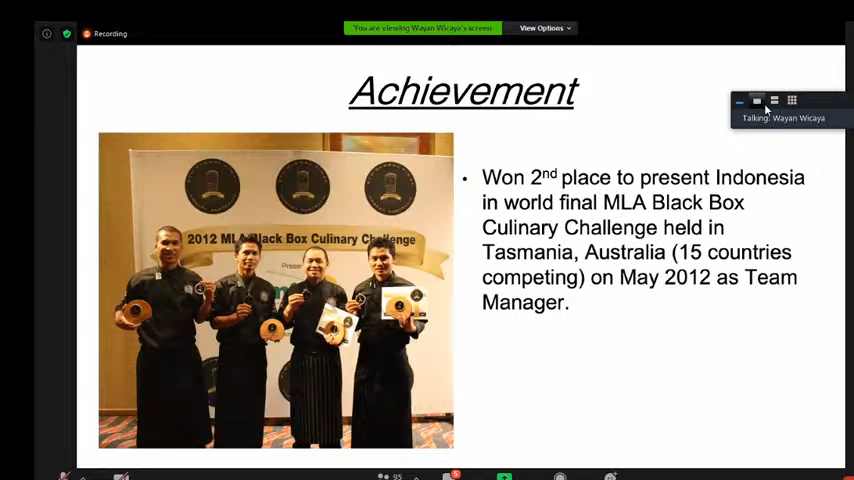 Recording
You are viewing Wayan Wicaya's screen
View Options
Achievement
Talking: Wayan Wicaya
2012 MLA Black Box Culinary Challenge
Prese
• Won 2nd place to present Indonesia
in world final MLA Black Box
Culinary Challenge held in
Tasmania, Australia (15 countries
competing) on May 2012 as Team
Manager.
95
5